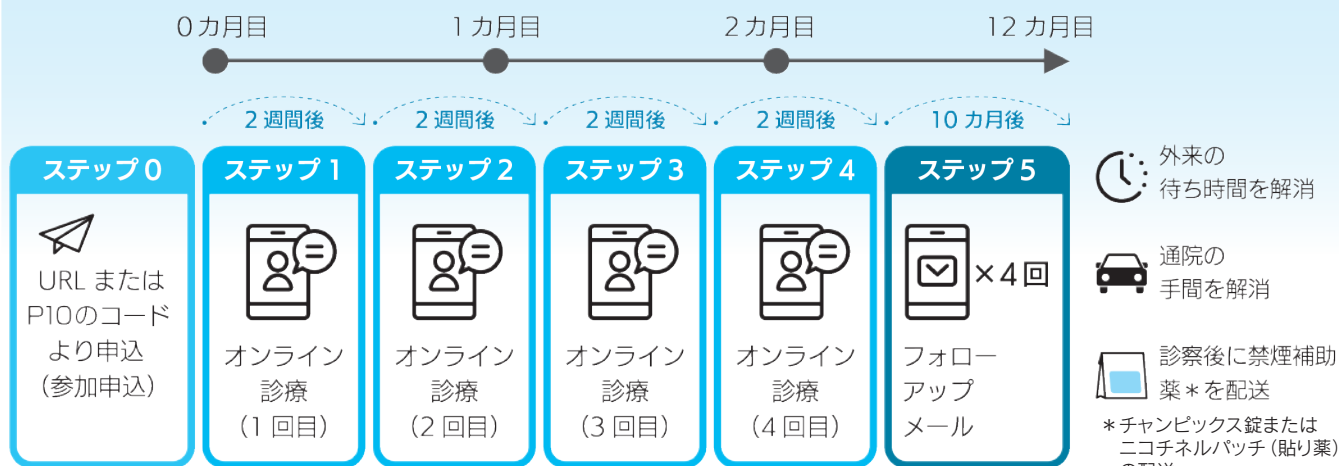 0カ月目
1カ月目
2カ月目
12カ月目
2週間後
2週間後
2週間後
2週間後
10カ月後
ステップ0
URLまたは
P10のコード
より申込
（参加申込）
ステップ1
オンライン
診療
（1回目）
ステップ2
オンライン
診療
（2回目）
ステップ3
オンライン
診療
（3回目）
ステップ4
オンライン
診療
（4回目）
ステップ5
×4回
フォロー
アップ
メール
外来の
待ち時間を解消
通院の
手間を解消
診察後に禁煙補助
薬＊を配送
＊チャンピックス錠または
ニコチネルパッチ（貼り薬）